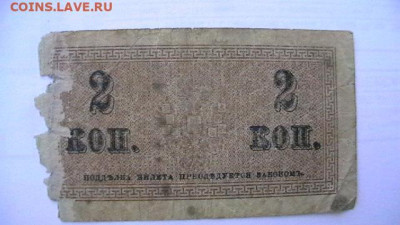 COINS.LAVE.RU
2 2
КОП. КОП.
ПОДДѢЛКА БИЛЕТА ПРЕСЛѢДУЕТСЯ ЗАКОНОМЪ.